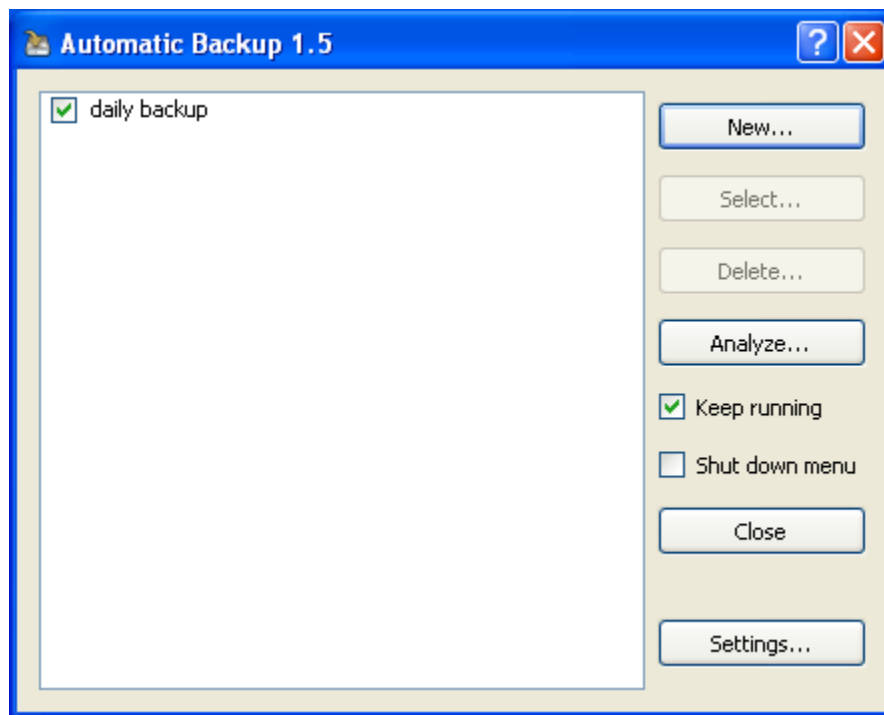 Automatic Backup 1.5
?
daily backup
New...
Select...
Delete...
Analyze...
Keep running
Shut down menu
Close
Settings...